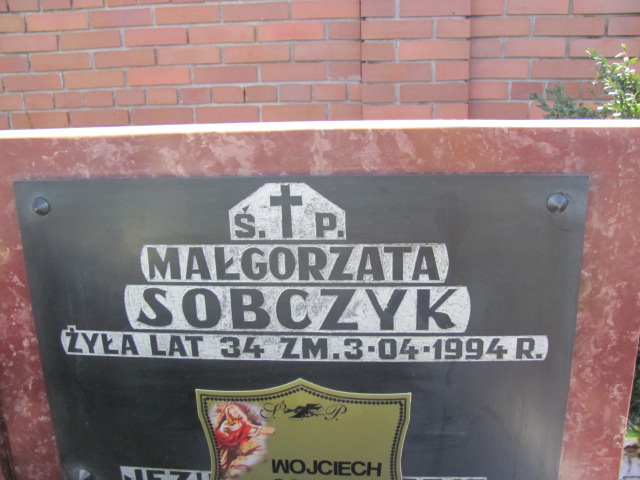 Ś. P.
MAŁGORZATA
SOBCZYK
ŻYŁA LAT 34 ZM. 3·04·1994 R.
Ś P.
WOJCIECH